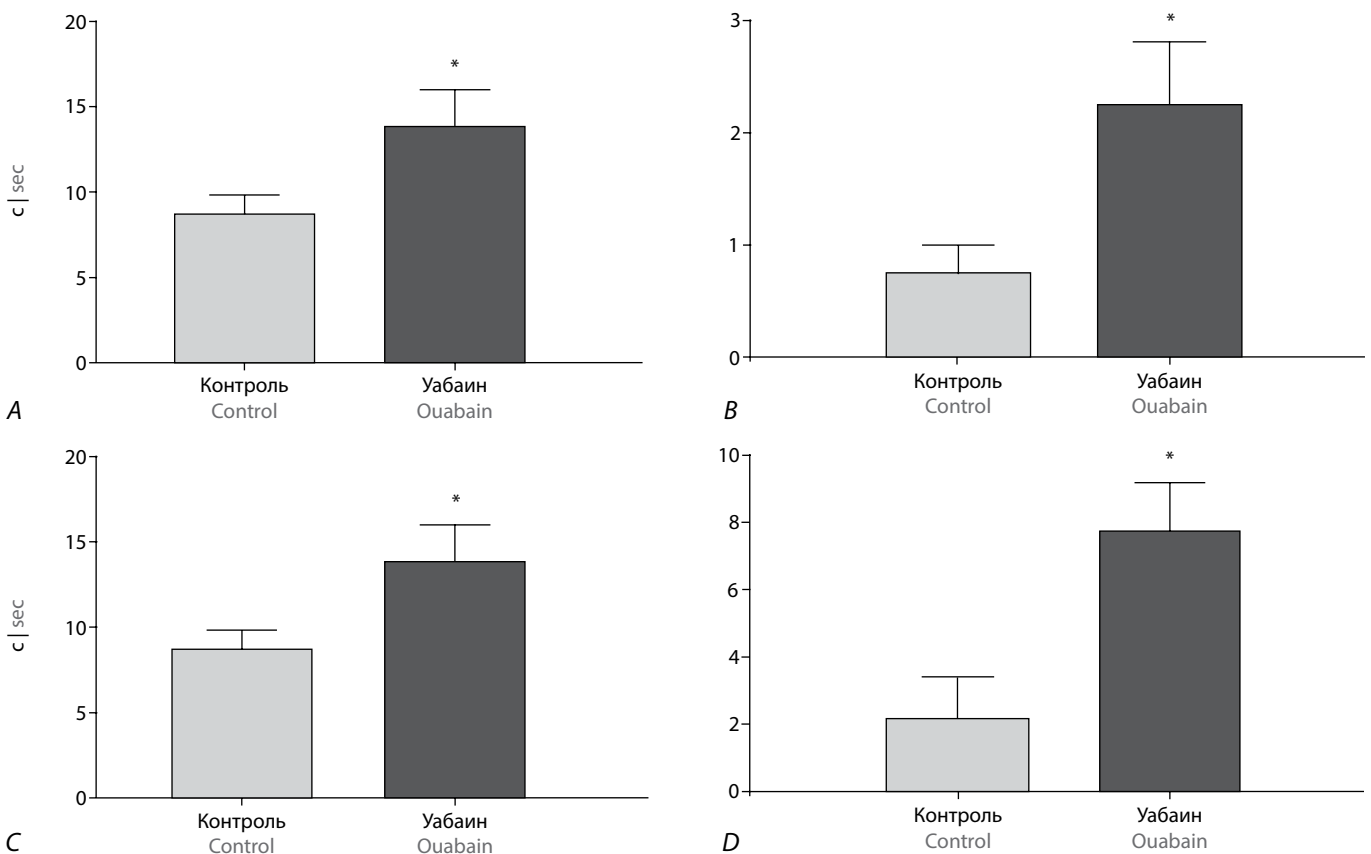 20
15
10
5
0
с | sec
*
Контроль
Control
Уабаин
Ouabain
A
3
2
1
0
*
Контроль
Control
Уабаин
Ouabain
B
20
15
10
5
0
с | sec
*
Контроль
Control
Уабаин
Ouabain
C
10
8
6
4
2
0
*
Контроль
Control
Уабаин
Ouabain
D